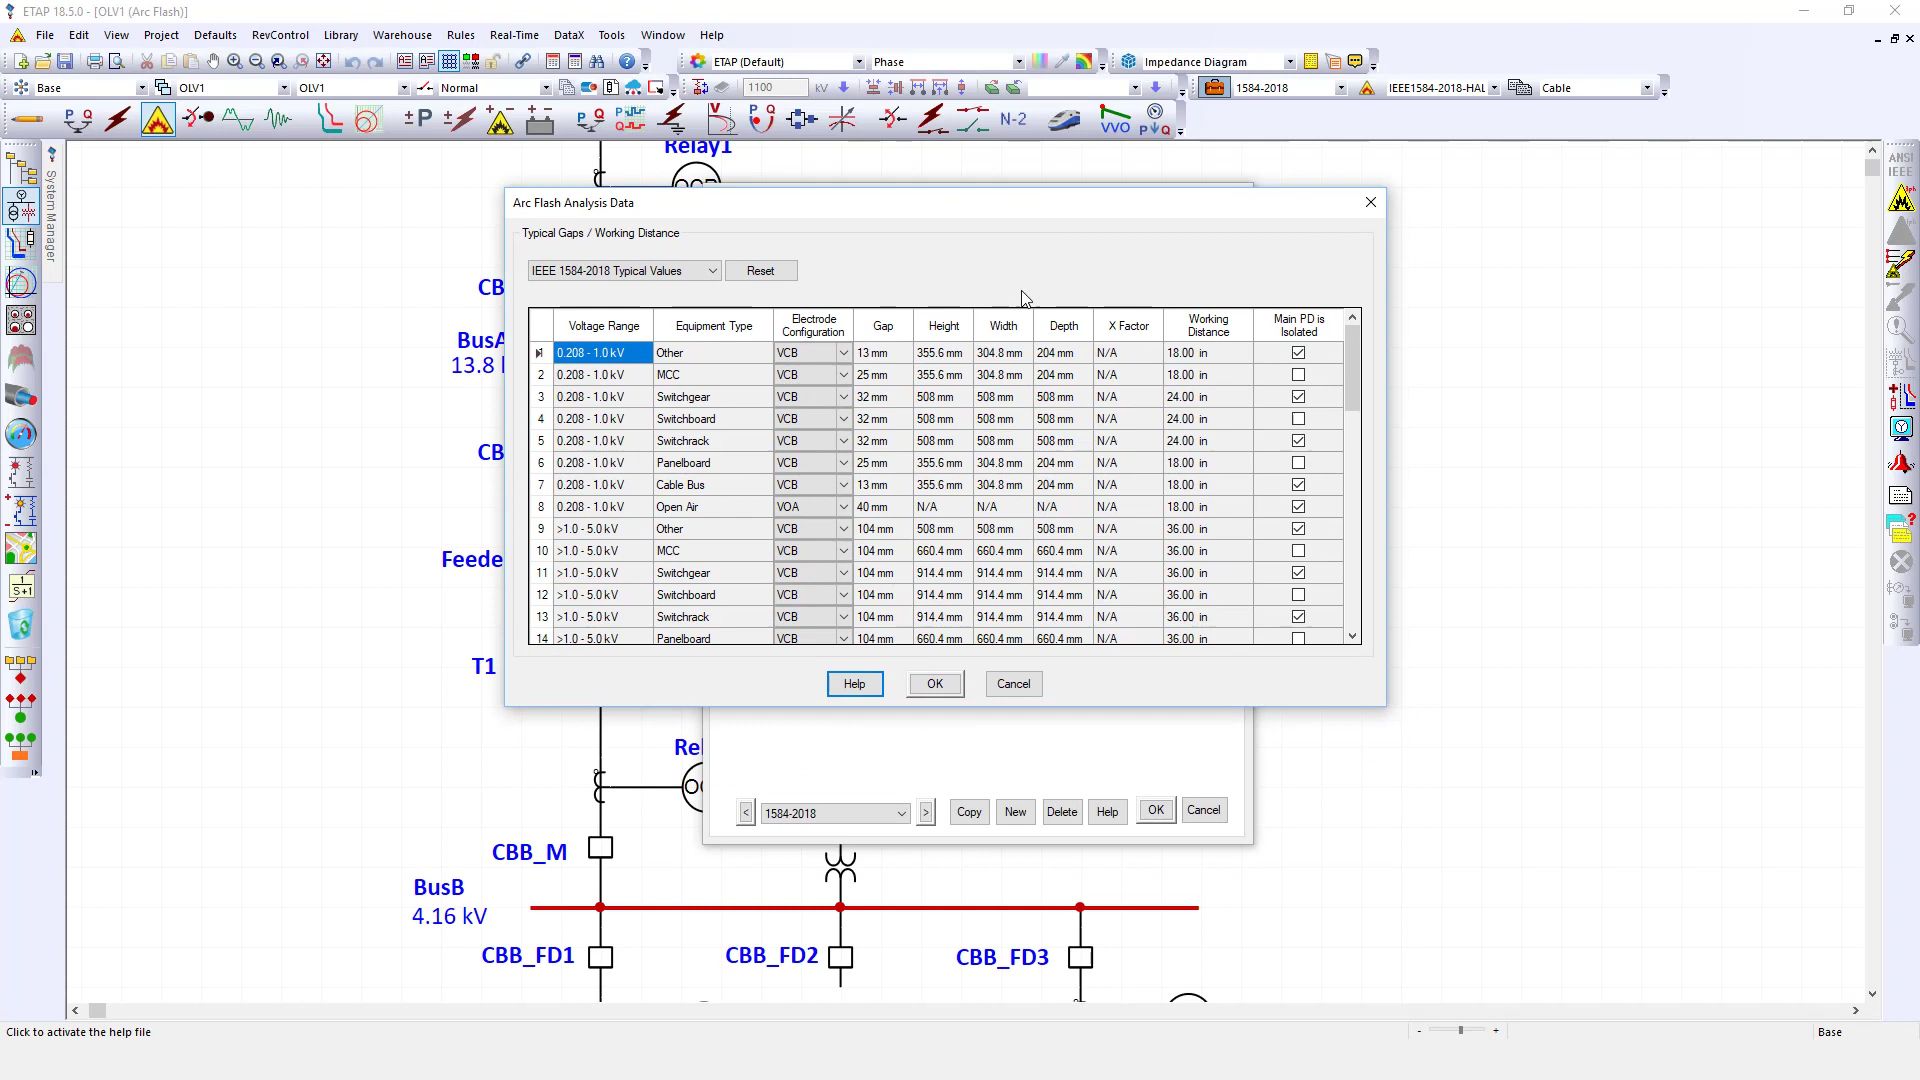 ETAP 18.5.0 - [OLV1 (Arc Flash)]
File Edit View Project Defaults RevControl Library Warehouse Rules Real-Time DataX Tools Window Help
ETAP (Default) Phase Impedance Diagram
Base OLV1 OLV1 Normal 1100 kV 1584-2018 IEEE1584-2018-HAL Cable
N-2 VVO
System Manager
ANSI
IEEE
Relay1
Arc Flash Analysis Data
Typical Gaps / Working Distance
IEEE 1584-2018 Typical Values Reset
Voltage Range Equipment Type Electrode Configuration Gap Height Width Depth X Factor Working Distance Main PD is Isolated
1 0.208 - 1.0 kV Other VCB 13 mm 355.6 mm 304.8 mm 204 mm N/A 18.00 in
2 0.208 - 1.0 kV MCC VCB 25 mm 355.6 mm 304.8 mm 204 mm N/A 18.00 in
3 0.208 - 1.0 kV Switchgear VCB 32 mm 508 mm 508 mm 508 mm N/A 24.00 in
4 0.208 - 1.0 kV Switchboard VCB 32 mm 508 mm 508 mm 508 mm N/A 24.00 in
5 0.208 - 1.0 kV Switchrack VCB 32 mm 508 mm 508 mm 508 mm N/A 24.00 in
6 0.208 - 1.0 kV Panelboard VCB 25 mm 355.6 mm 304.8 mm 204 mm N/A 18.00 in
7 0.208 - 1.0 kV Cable Bus VCB 13 mm 355.6 mm 304.8 mm 204 mm N/A 18.00 in
8 0.208 - 1.0 kV Open Air VOA 40 mm N/A N/A N/A N/A 18.00 in
9 >1.0 - 5.0 kV Other VCB 104 mm 508 mm 508 mm 508 mm N/A 36.00 in
10 >1.0 - 5.0 kV MCC VCB 104 mm 660.4 mm 660.4 mm 660.4 mm N/A 36.00 in
11 >1.0 - 5.0 kV Switchgear VCB 104 mm 914.4 mm 914.4 mm 914.4 mm N/A 36.00 in
12 >1.0 - 5.0 kV Switchboard VCB 104 mm 914.4 mm 914.4 mm 914.4 mm N/A 36.00 in
13 >1.0 - 5.0 kV Switchrack VCB 104 mm 914.4 mm 914.4 mm 914.4 mm N/A 36.00 in
14 >1.0 - 5.0 kV Panelboard VCB 104 mm 660.4 mm 660.4 mm 660.4 mm N/A 36.00 in
Help OK Cancel
CB
BusA
13.8
CB
Feede
T1
Rel
1584-2018 Copy New Delete Help OK Cancel
CBB_M
BusB
4.16 kV
CBB_FD1 CBB_FD2 CBB_FD3
Click to activate the help file
- + Base